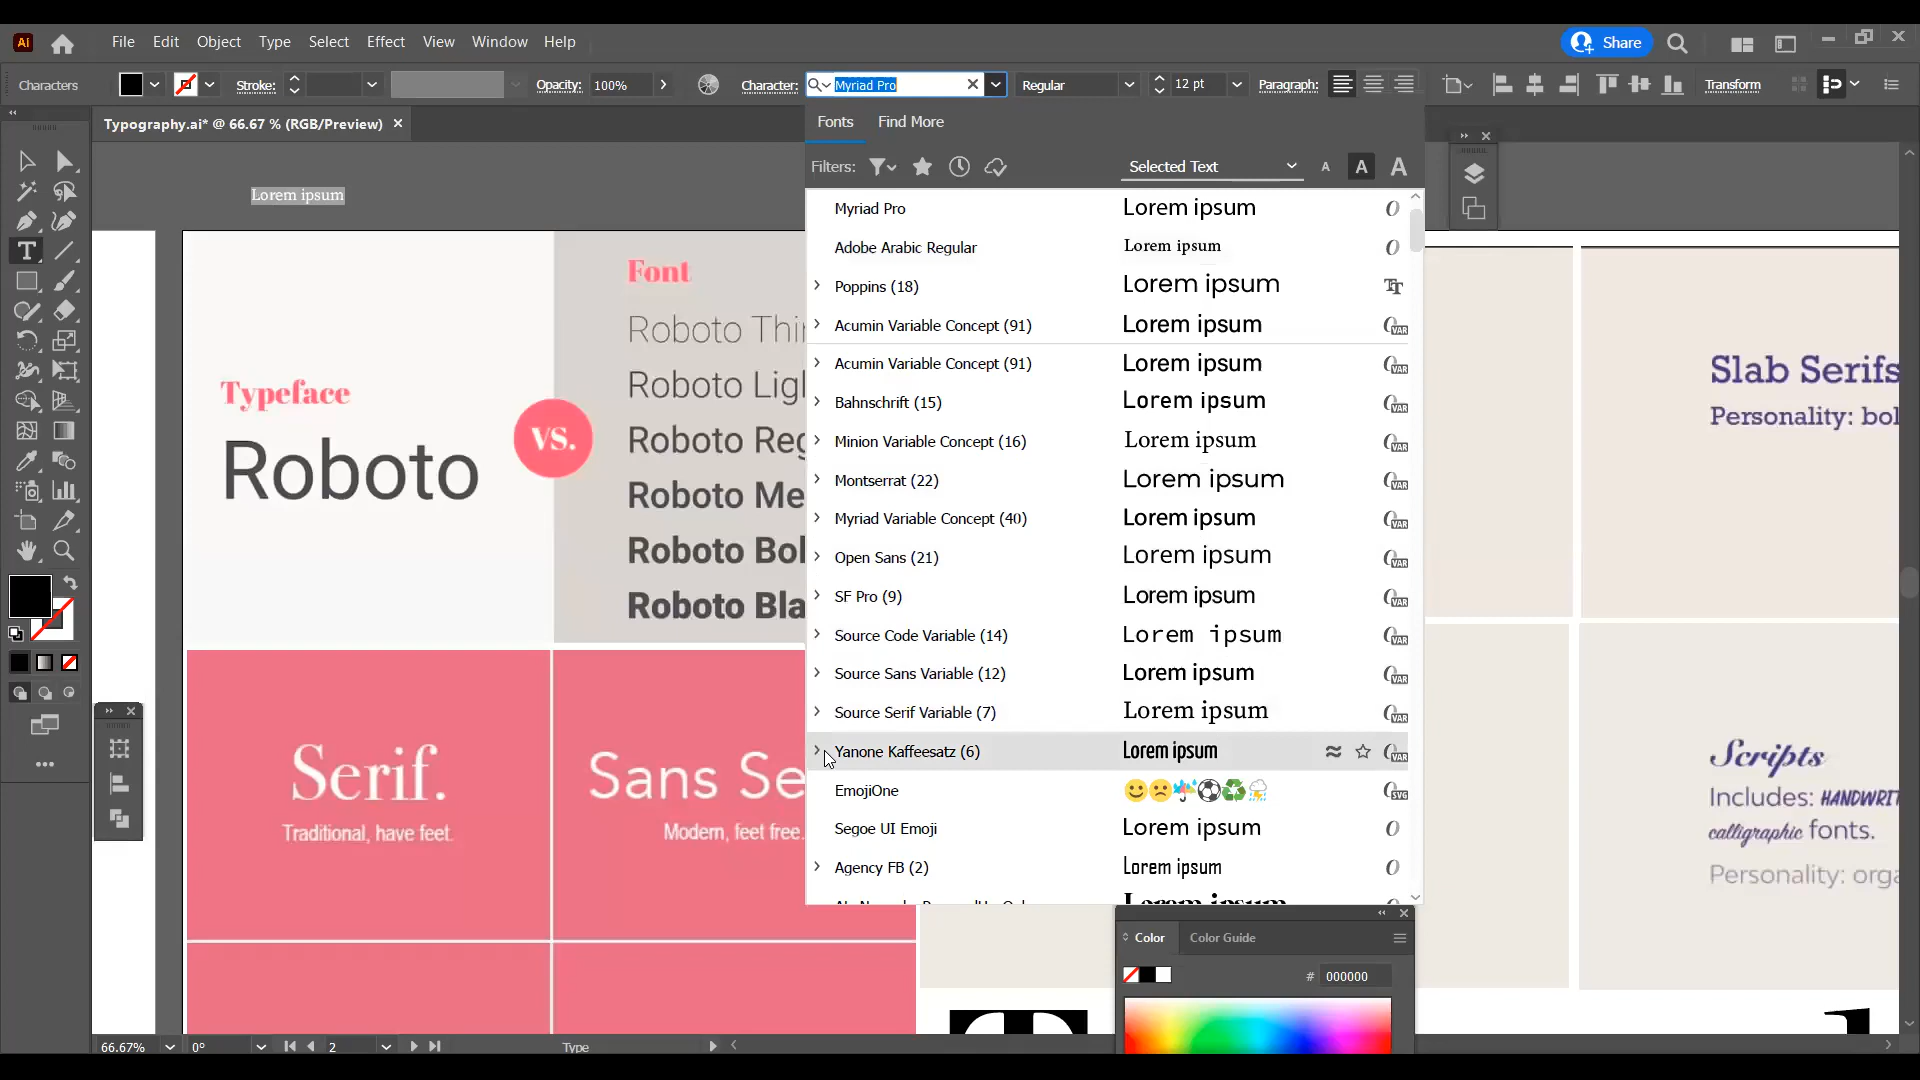 Ai File Edit Object Type Select Effect View Window Help Share
Characters Stroke: Opacity: 100% Character: Myriad Pro Regular 12 pt Paragraph: Transform
Typography.ai* @ 66.67 % (RGB/Preview)
Fonts Find More
Filters: Selected Text A A A
Lorem ipsum
Myriad Pro Lorem ipsum
Adobe Arabic Regular Lorem ipsum
Poppins (18) Lorem ipsum
Acumin Variable Concept (91) Lorem ipsum
Acumin Variable Concept (91) Lorem ipsum
Bahnschrift (15) Lorem ipsum
Minion Variable Concept (16) Lorem ipsum
Montserrat (22) Lorem ipsum
Myriad Variable Concept (40) Lorem ipsum
Open Sans (21) Lorem ipsum
SF Pro (9) Lorem ipsum
Source Code Variable (14) Lorem ipsum
Source Sans Variable (12) Lorem ipsum
Source Serif Variable (7) Lorem ipsum
Yanone Kaffeesatz (6) Lorem ipsum
EmojiOne
Segoe UI Emoji Lorem ipsum
Agency FB (2) Lorem ipsum
Typeface
Roboto
VS.
Font
Roboto Thi
Roboto Lig
Roboto Reg
Roboto Me
Roboto Bol
Roboto Bla
Serif.
Traditional, have feet.
Sans Se
Modern, feet free.
Slab Serifs
Personality: bol
Scripts
Includes: HANDWRIT
calligraphic fonts.
Personality: orga
Color Color Guide
# 000000
66.67% 0° 2 Type